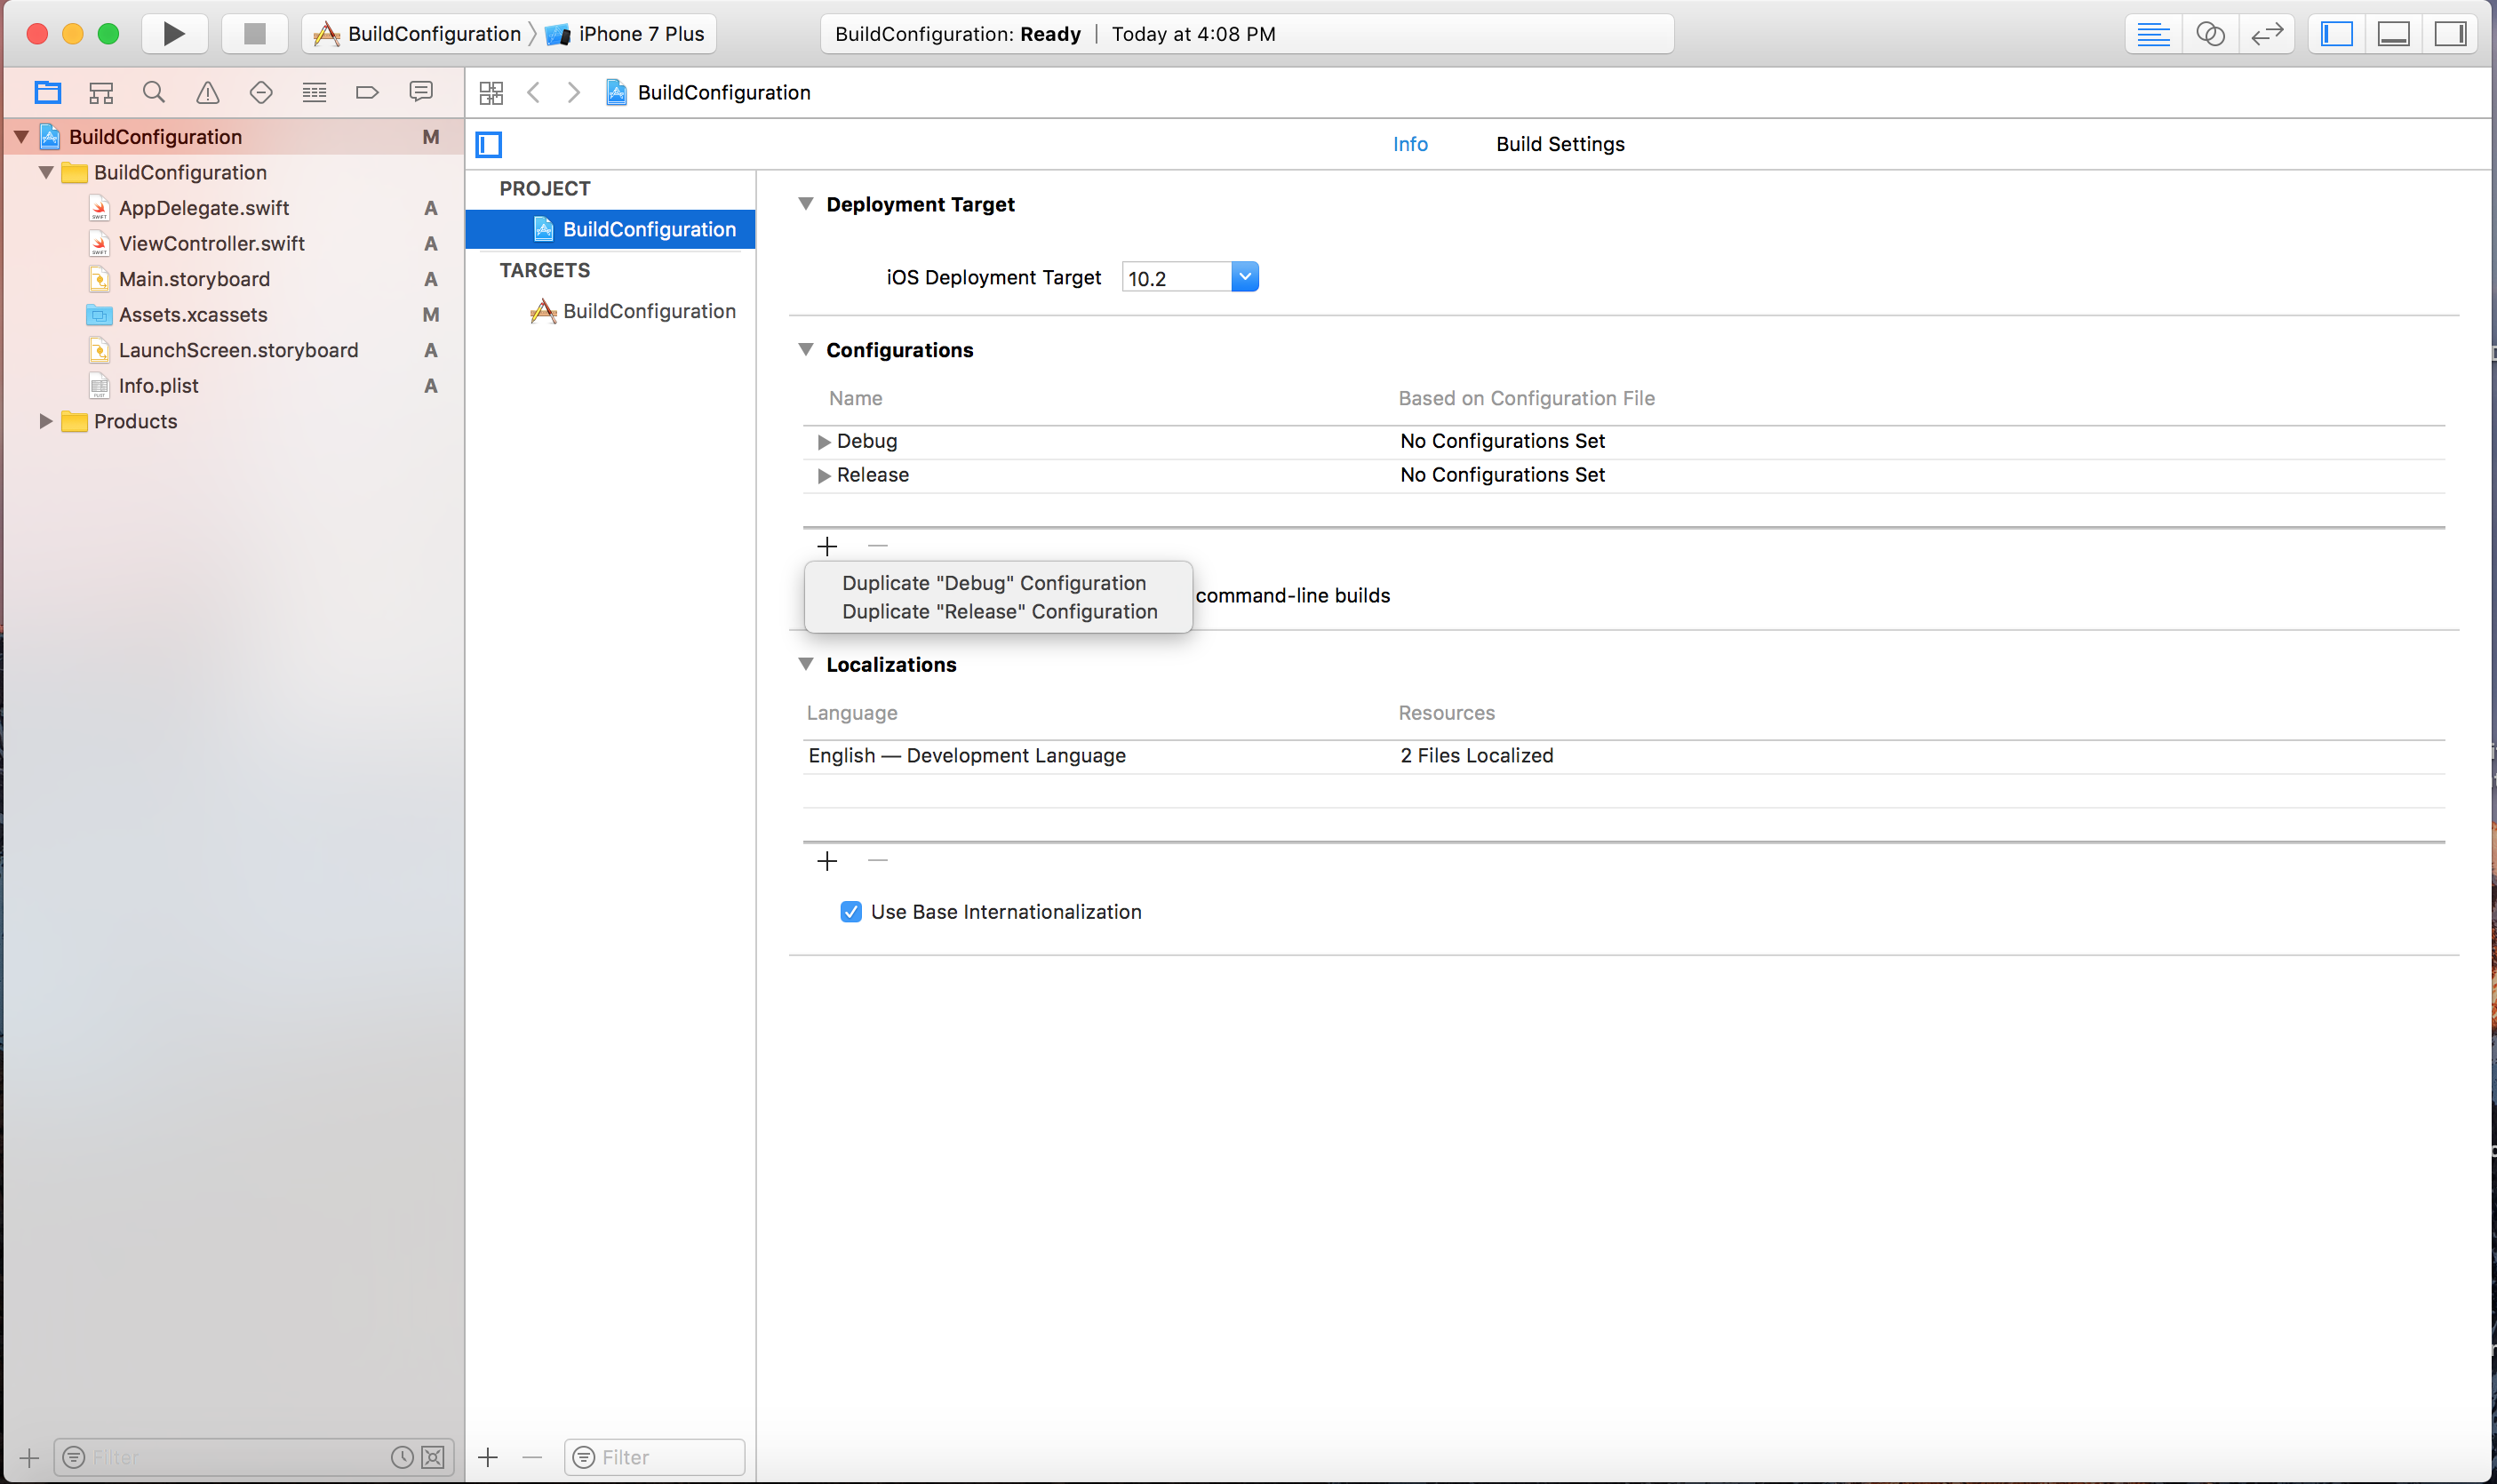 BuildConfiguration iPhone 7 Plus
BuildConfiguration: Ready | Today at 4:08 PM
BuildConfiguration
BuildConfiguration M
BuildConfiguration
AppDelegate.swift A
ViewController.swift A
Main.storyboard A
Assets.xcassets M
LaunchScreen.storyboard A
Info.plist A
Products
Filter
Info Build Settings
PROJECT
BuildConfiguration
TARGETS
BuildConfiguration
Filter
Deployment Target
iOS Deployment Target 10.2
Configurations
Name Based on Configuration File
Debug No Configurations Set
Release No Configurations Set
Duplicate "Debug" Configuration
Duplicate "Release" Configuration
command-line builds
Localizations
Language Resources
English — Development Language 2 Files Localized
Use Base Internationalization